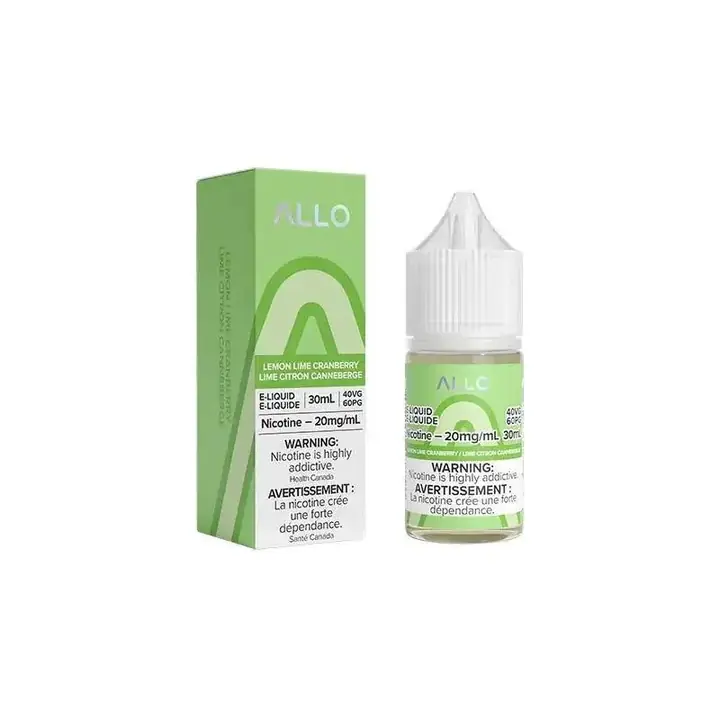 ALLO
LEMON LIME CRANBERRY
LIME CITRON CANNEBERGE
E-LIQUID
E-LIQUIDE
30mL
40VG
60PG
Nicotine – 20mg/mL
WARNING:
Nicotine is highly
addictive.
Health Canada
AVERTISSEMENT :
La nicotine crée
une forte
dépendance.
Santé Canada
LEMON LIME CRANBERRY
LIME CITRON CANNEBERGE
ALLO
E-LIQUID
E-LIQUIDE
40VG
60PG
Nicotine – 20mg/mL 30mL
LEMON LIME CRANBERRY / LIME CITRON CANNEBERGE
WARNING:
Nicotine is highly addictive.
AVERTISSEMENT :
La nicotine crée une forte
dépendance.